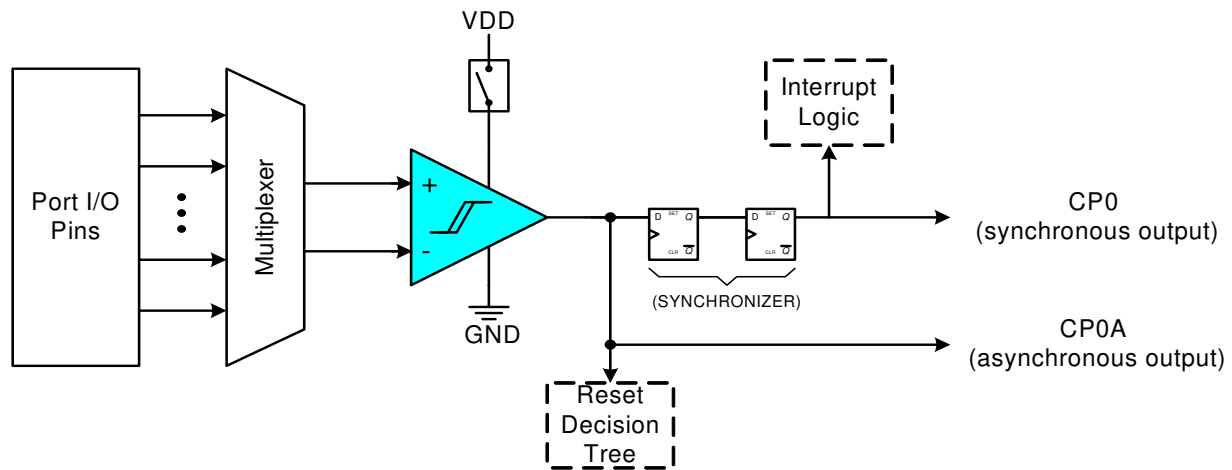 VDD
Port I/O
Pins
Multiplexer
+
-
GND
D SET Q
CLR Q
D SET Q
CLR Q
(SYNCHRONIZER)
Interrupt
Logic
CP0
(synchronous output)
CP0A
(asynchronous output)
Reset
Decision
Tree